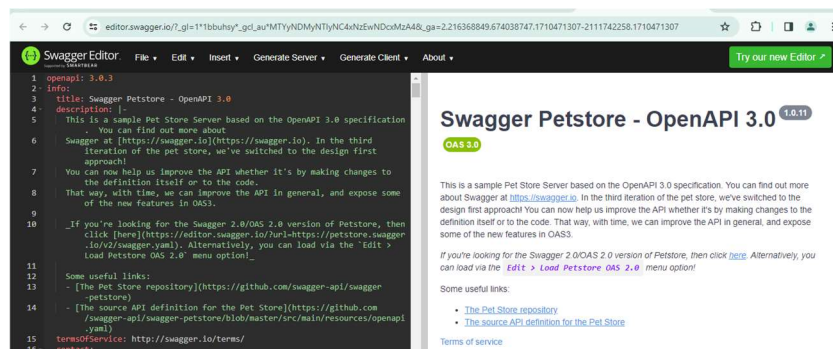 editor.swagger.io/?_gl=1*1bbuhsy*_gcl_au*MTYyNDMyNTIyNC4xNzEwNDcxMzA4&_ga=2.216368849.674038747.1710471307-2111742258.1710471307
Swagger Editor. File Edit Insert Generate Server Generate Client About Try our new Editor
Supported by SMARTBEAR
1 openapi: 3.0.3
2 info:
3 title: Swagger Petstore - OpenAPI 3.0
4 description: |-
5 This is a sample Pet Store Server based on the OpenAPI 3.0 specification
. You can find out more about
6 Swagger at [https://swagger.io](https://swagger.io). In the third
iteration of the pet store, we've switched to the design first
approach!
7 You can now help us improve the API whether it's by making changes to
the definition itself or to the code.
8 That way, with time, we can improve the API in general, and expose some
of the new features in OAS3.
9
10 _If you're looking for the Swagger 2.0/OAS 2.0 version of Petstore, then
click [here](https://editor.swagger.io/?url=https://petstore.swagger
.io/v2/swagger.yaml). Alternatively, you can load via the `Edit >
Load Petstore OAS 2.0` menu option!_
11
12 Some useful links:
13 - [The Pet Store repository](https://github.com/swagger-api/swagger
-petstore)
14 - [The source API definition for the Pet Store](https://github.com
/swagger-api/swagger-petstore/blob/master/src/main/resources/openapi
.yaml)
15 termsOfService: http://swagger.io/terms/
16 contact:
Swagger Petstore - OpenAPI 3.0 1.0.11
OAS 3.0
This is a sample Pet Store Server based on the OpenAPI 3.0 specification. You can find out more
about Swagger at https://swagger.io. In the third iteration of the pet store, we've switched to the
design first approach! You can now help us improve the API whether it's by making changes to the
definition itself or to the code. That way, with time, we can improve the API in general, and expose
some of the new features in OAS3.
If you're looking for the Swagger 2.0/OAS 2.0 version of Petstore, then click here. Alternatively, you
can load via the Edit > Load Petstore OAS 2.0 menu option!
Some useful links:
The Pet Store repository
The source API definition for the Pet Store
Terms of service